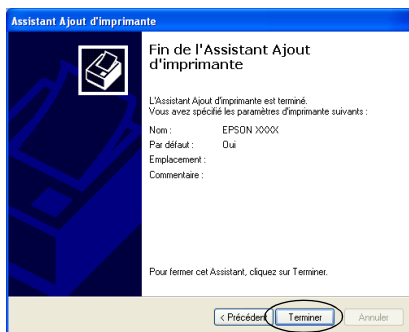 Assistant Ajout d'imprimante
Fin de l'Assistant Ajout
d'imprimante
L'Assistant Ajout d'imprimante est terminé.
Vous avez spécifié les paramètres d'imprimante suivants :
Nom : EPSON XXXX
Par défaut : Oui
Emplacement :
Commentaire :
Pour fermer cet Assistant, cliquez sur Terminer.
< Précédent Terminer Annuler